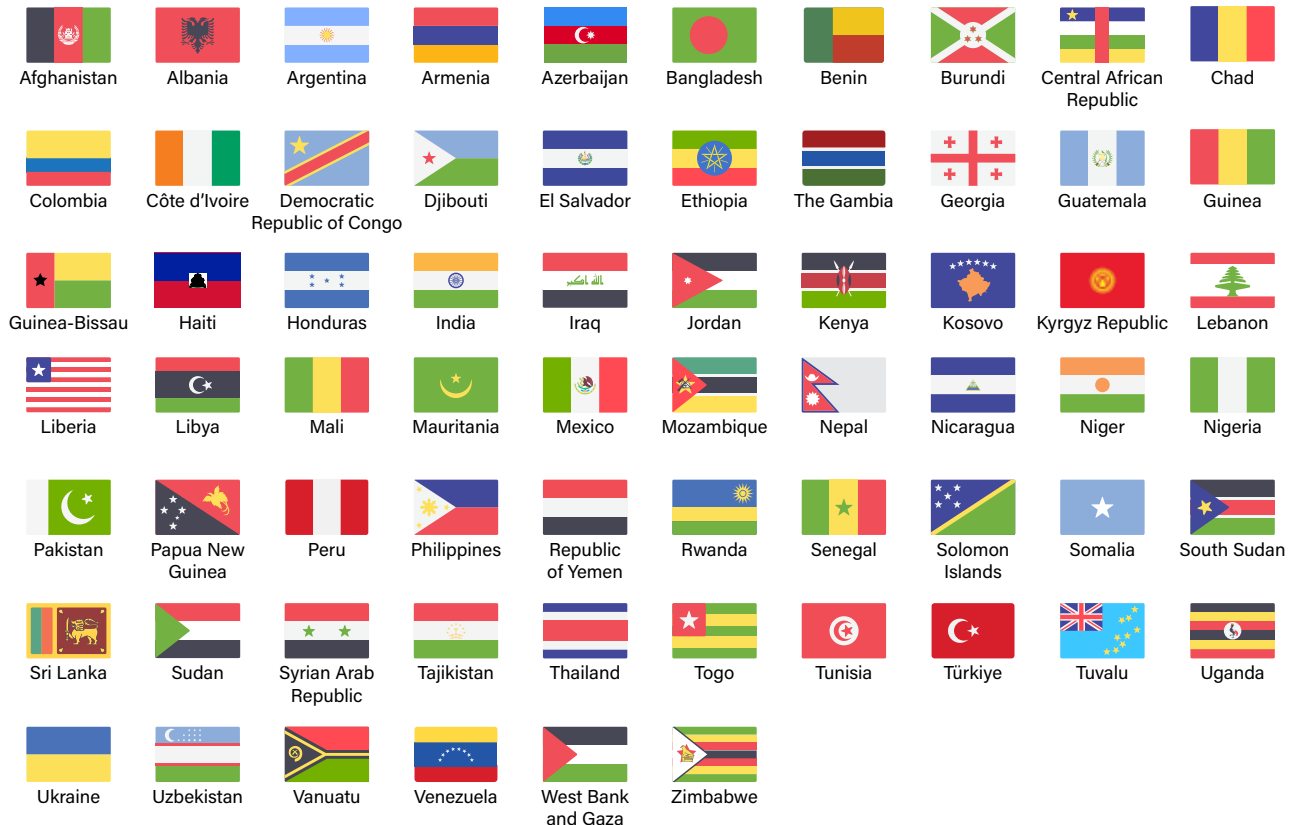 Afghanistan
Albania
Argentina
Armenia
Azerbaijan
Bangladesh
Benin
Burundi
Central African
Republic
Chad
Colombia
Côte d’Ivoire
Democratic
Republic of Congo
Djibouti
El Salvador
Ethiopia
The Gambia
Georgia
Guatemala
Guinea
Guinea-Bissau
Haiti
Honduras
India
Iraq
Jordan
Kenya
Kosovo
Kyrgyz Republic
Lebanon
Liberia
Libya
Mali
Mauritania
Mexico
Mozambique
Nepal
Nicaragua
Niger
Nigeria
Pakistan
Papua New
Guinea
Peru
Philippines
Republic
of Yemen
Rwanda
Senegal
Solomon
Islands
Somalia
South Sudan
Sri Lanka
Sudan
Syrian Arab
Republic
Tajikistan
Thailand
Togo
Tunisia
Türkiye
Tuvalu
Uganda
Ukraine
Uzbekistan
Vanuatu
Venezuela
West Bank
and Gaza
Zimbabwe